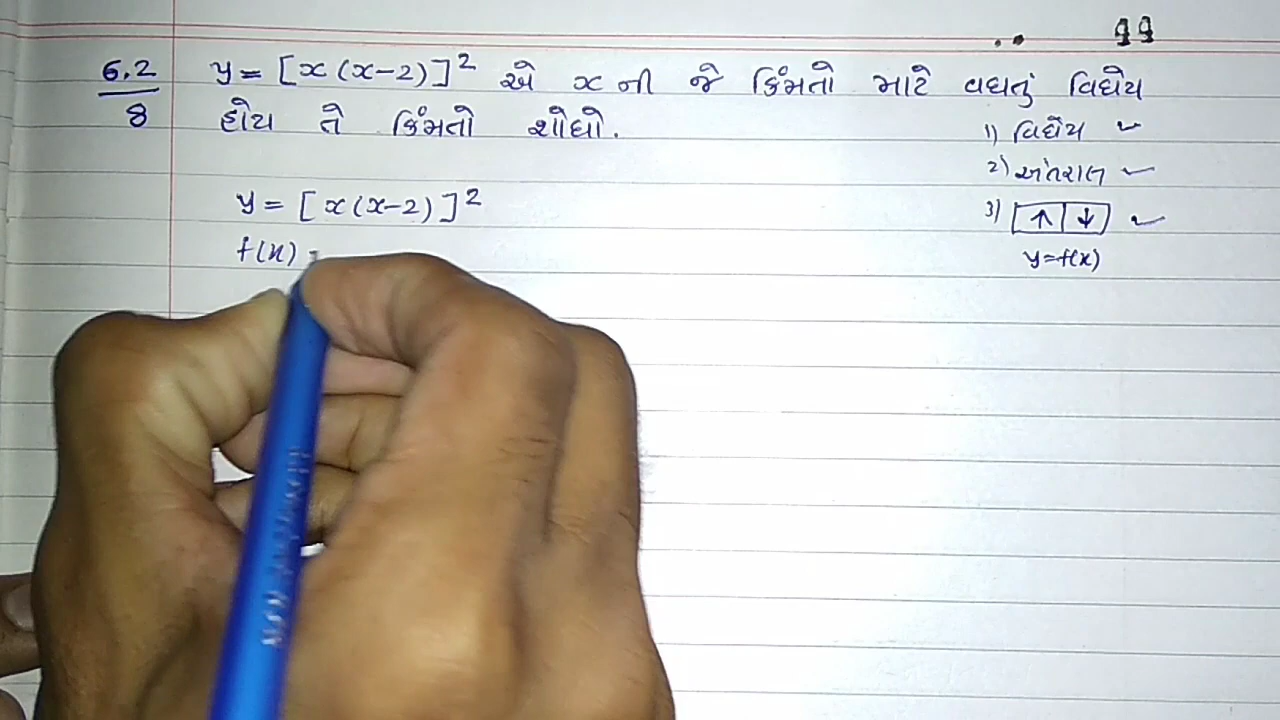 99
6.2 y = [x(x-2)]² એ x ની જે કિંમતો માટે વધતું વિધેય
8 હોય તે કિંમતો શોધો.
1) વિધેય
2) અંતરાલ
3) ↑ ↓
y=f(x)
y = [x(x-2)]²
f(x) =